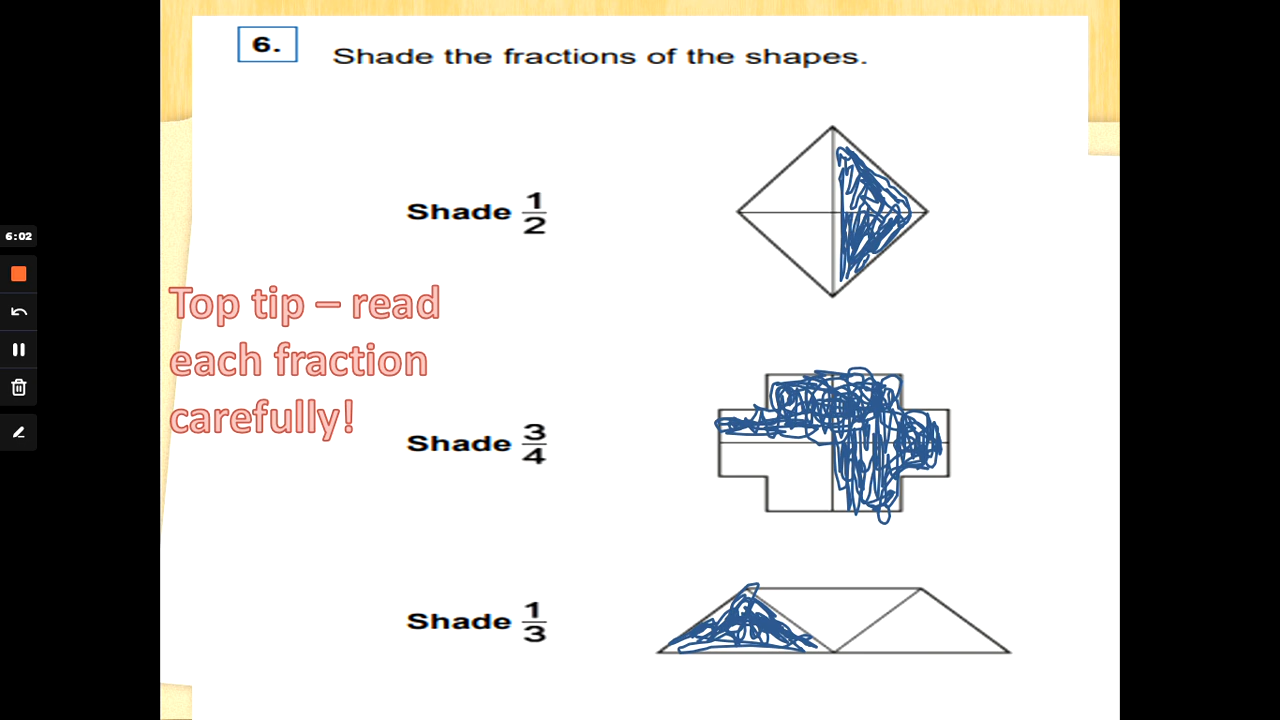 6.
Shade the fractions of the shapes.
Shade 1/2
6:02
Top tip – read
each fraction
carefully!
Shade 3/4
Shade 1/3